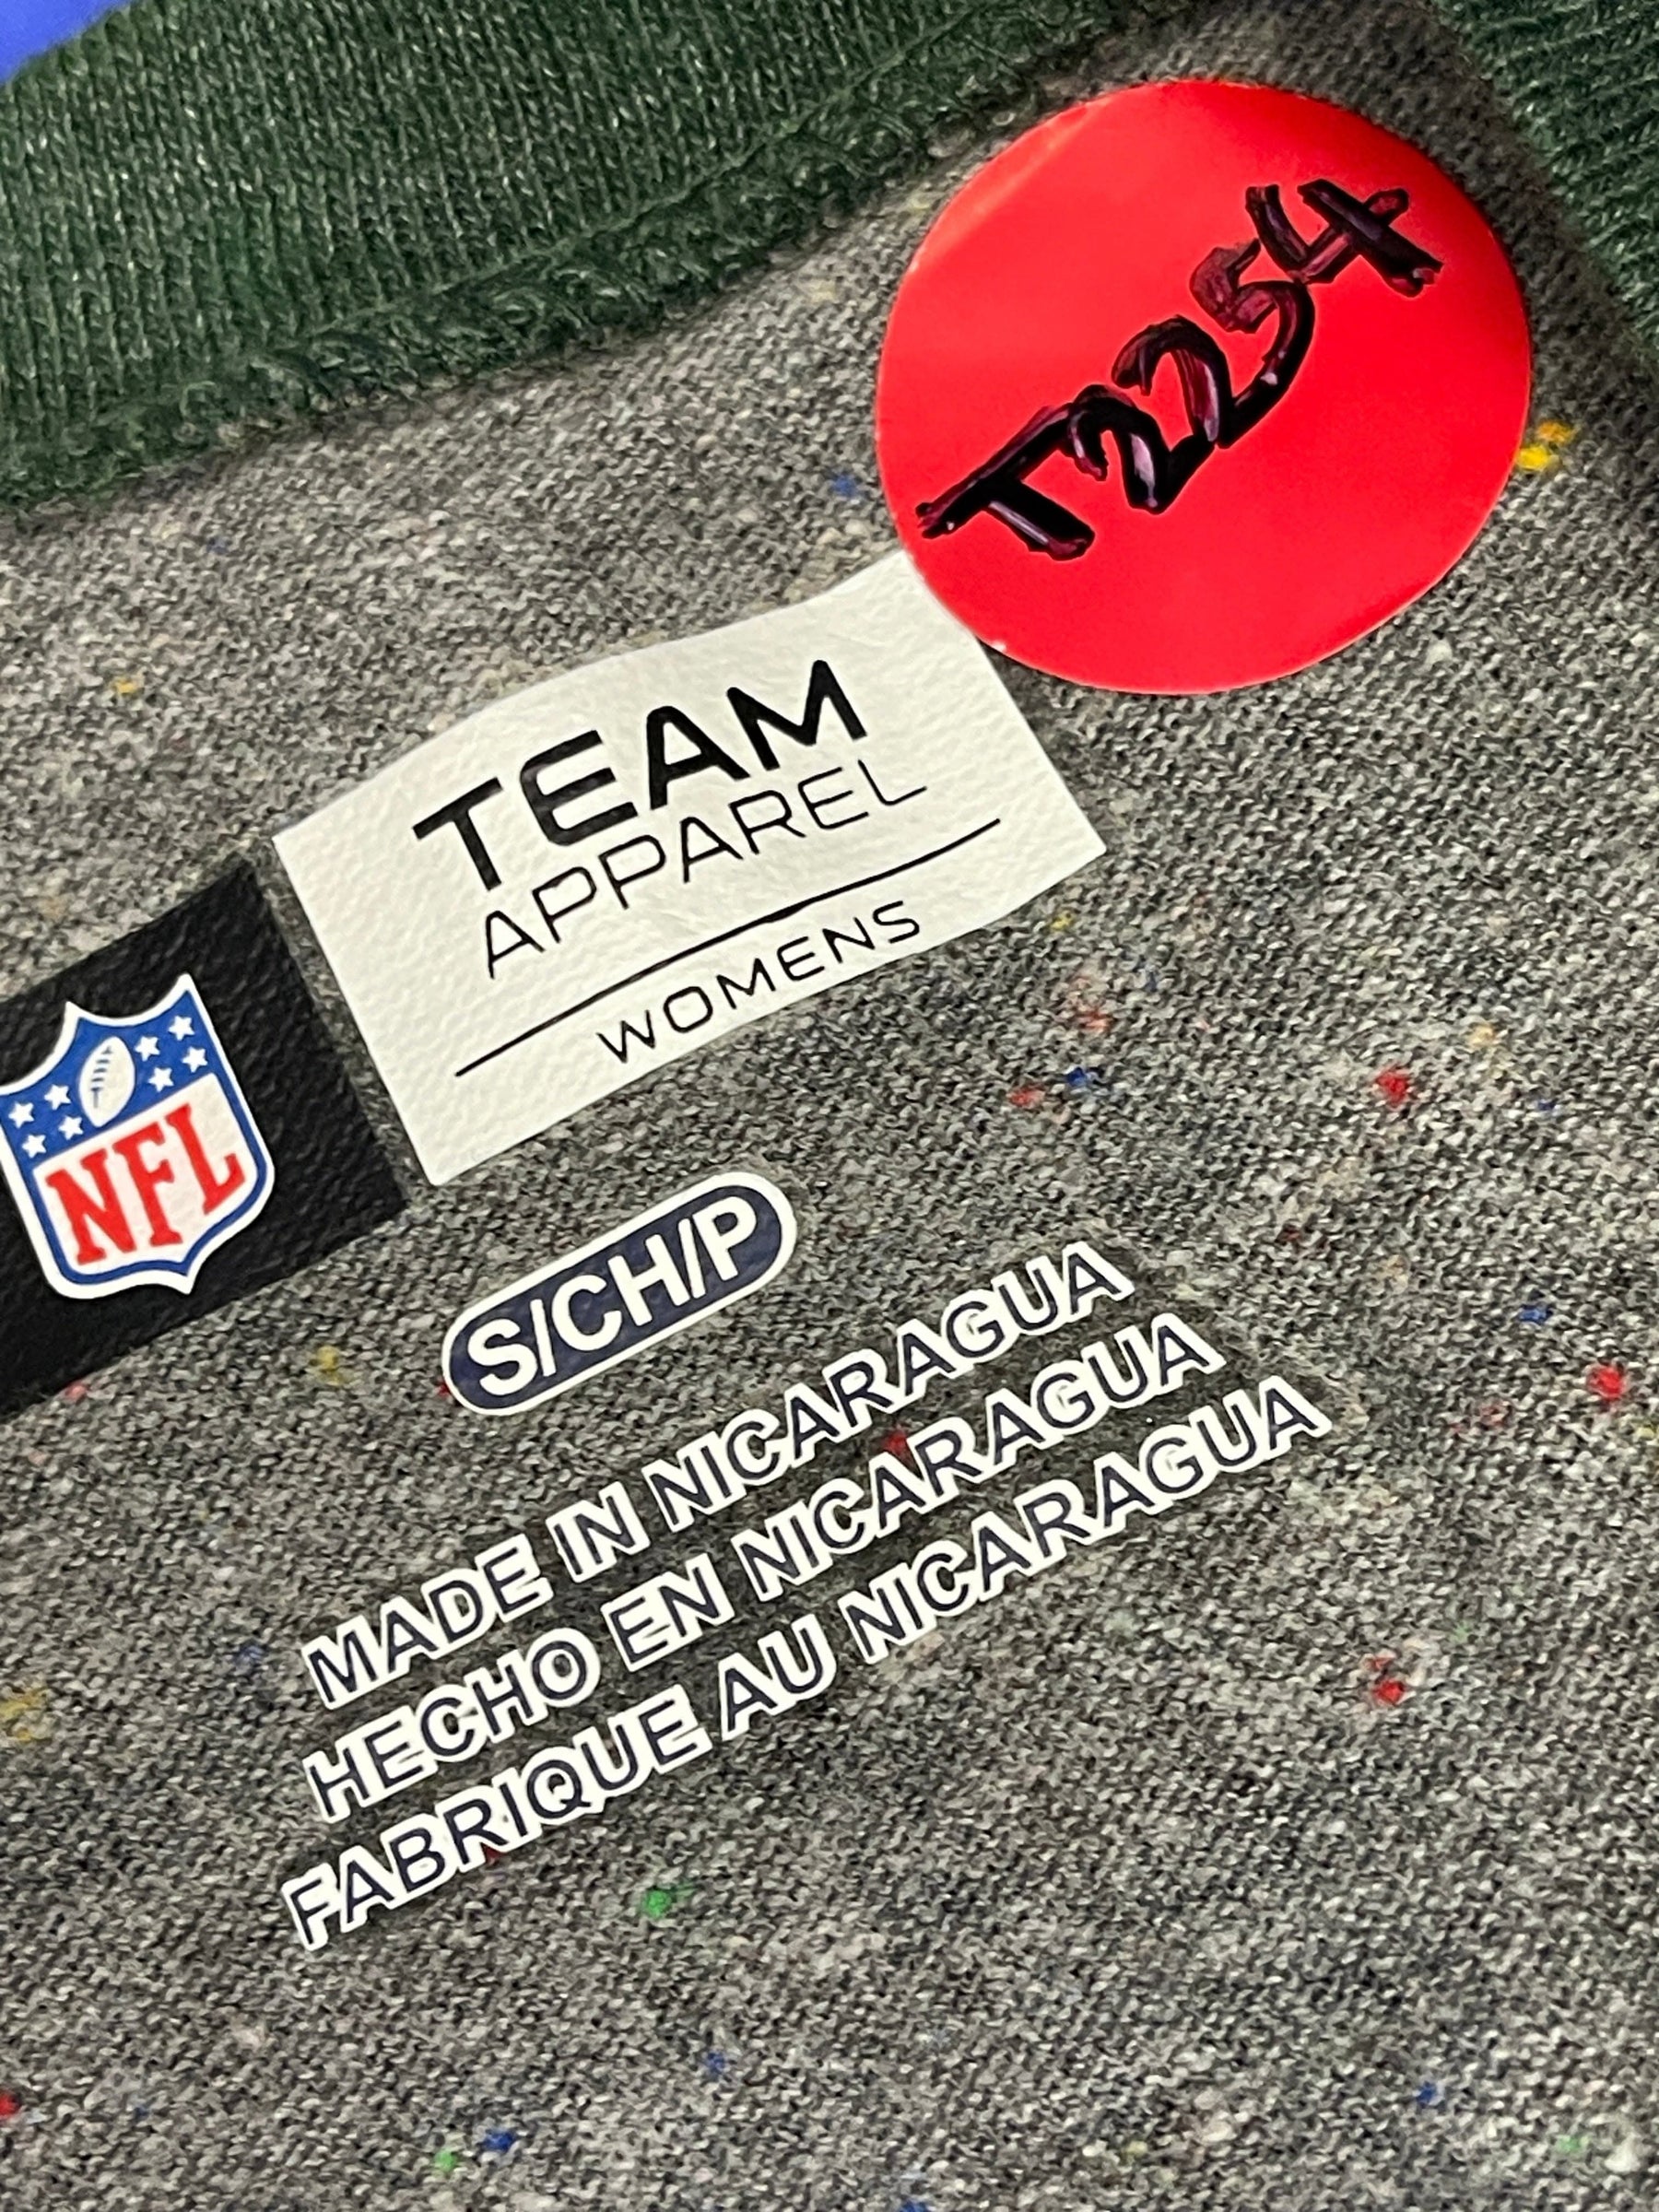 T2254
TEAM
APPAREL
WOMENS
NFL
S/CH/P
MADE IN NICARAGUA
HECHO EN NICARAGUA
FABRIQUE AU NICARAGUA